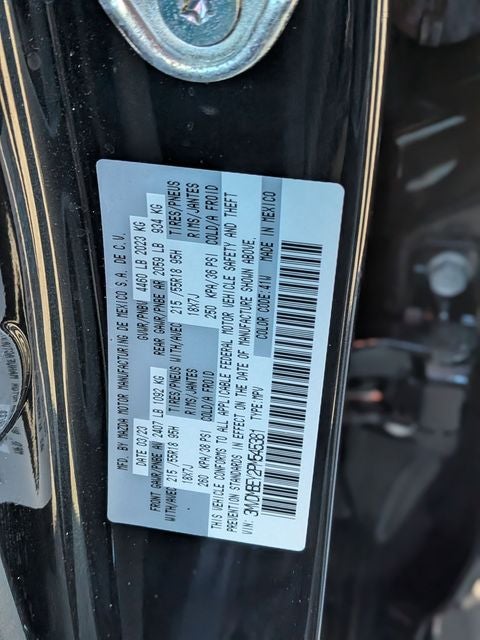 MFD. BY MAZDA MOTOR MANUFACTURING DE MEXICO S.A. DE C.V.
DATE 03/23 GVWR/PNBV 4460 LB 2023 KG
FRONT GAWR/PNBE AV 2407 LB 1092 KG REAR GAWR/PNBE AR 2059 LB 934 KG
WITH/AVEC 215/55R18 95H TIRES/PNEUS WITH/AVEC 215/55R18 95H TIRES/PNEUS
18X7J RIMS/JANTES 18X7J RIMS/JANTES
260 KPA/38 PSI COLD/A FROID 250 KPA/36 PSI COLD/A FROID
THIS VEHICLE CONFORMS TO ALL APPLICABLE FEDERAL MOTOR VEHICLE SAFETY AND THEFT
PREVENTION STANDARDS IN EFFECT ON THE DATE OF MANUFACTURE SHOWN ABOVE.
TYPE: MPV COLOR CODE: 41W MADE IN MEXICO
VIN: